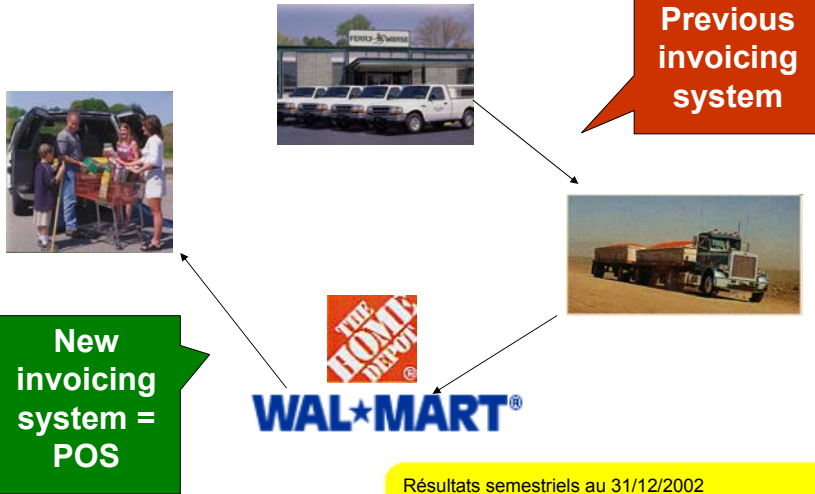 FERRY MORSE
Previous
invoicing
system
THE
HOME
DEPOT
®
WAL★MART®
New
invoicing
system =
POS
Résultats semestriels au 31/12/2002